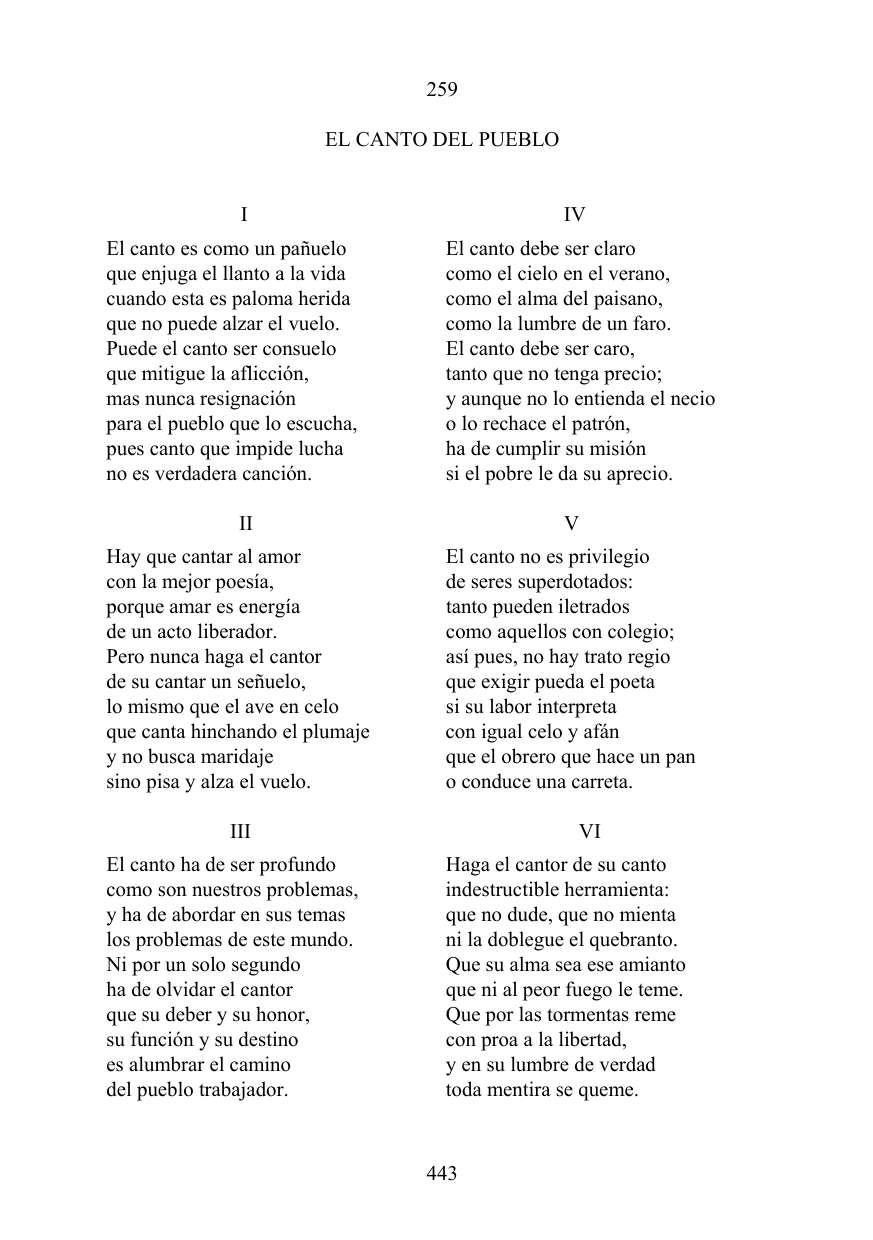 259
EL CANTO DEL PUEBLO
I
El canto es como un pañuelo
que enjuga el llanto a la vida
cuando esta es paloma herida
que no puede alzar el vuelo.
Puede el canto ser consuelo
que mitigue la aflicción,
mas nunca resignación
para el pueblo que lo escucha,
pues canto que impide lucha
no es verdadera canción.
II
Hay que cantar al amor
con la mejor poesía,
porque amar es energía
de un acto liberador.
Pero nunca haga el cantor
de su cantar un señuelo,
lo mismo que el ave en celo
que canta hinchando el plumaje
y no busca maridaje
sino pisa y alza el vuelo.
III
El canto ha de ser profundo
como son nuestros problemas,
y ha de abordar en sus temas
los problemas de este mundo.
Ni por un solo segundo
ha de olvidar el cantor
que su deber y su honor,
su función y su destino
es alumbrar el camino
del pueblo trabajador.
IV
El canto debe ser claro
como el cielo en el verano,
como el alma del paisano,
como la lumbre de un faro.
El canto debe ser caro,
tanto que no tenga precio;
y aunque no lo entienda el necio
o lo rechace el patrón,
ha de cumplir su misión
si el pobre le da su aprecio.
V
El canto no es privilegio
de seres superdotados:
tanto pueden iletrados
como aquellos con colegio;
así pues, no hay trato regio
que exigir pueda el poeta
si su labor interpreta
con igual celo y afán
que el obrero que hace un pan
o conduce una carreta.
VI
Haga el cantor de su canto
indestructible herramienta:
que no dude, que no mienta
ni la doblegue el quebranto.
Que su alma sea ese amianto
que ni al peor fuego le teme.
Que por las tormentas reme
con proa a la libertad,
y en su lumbre de verdad
toda mentira se queme.
443